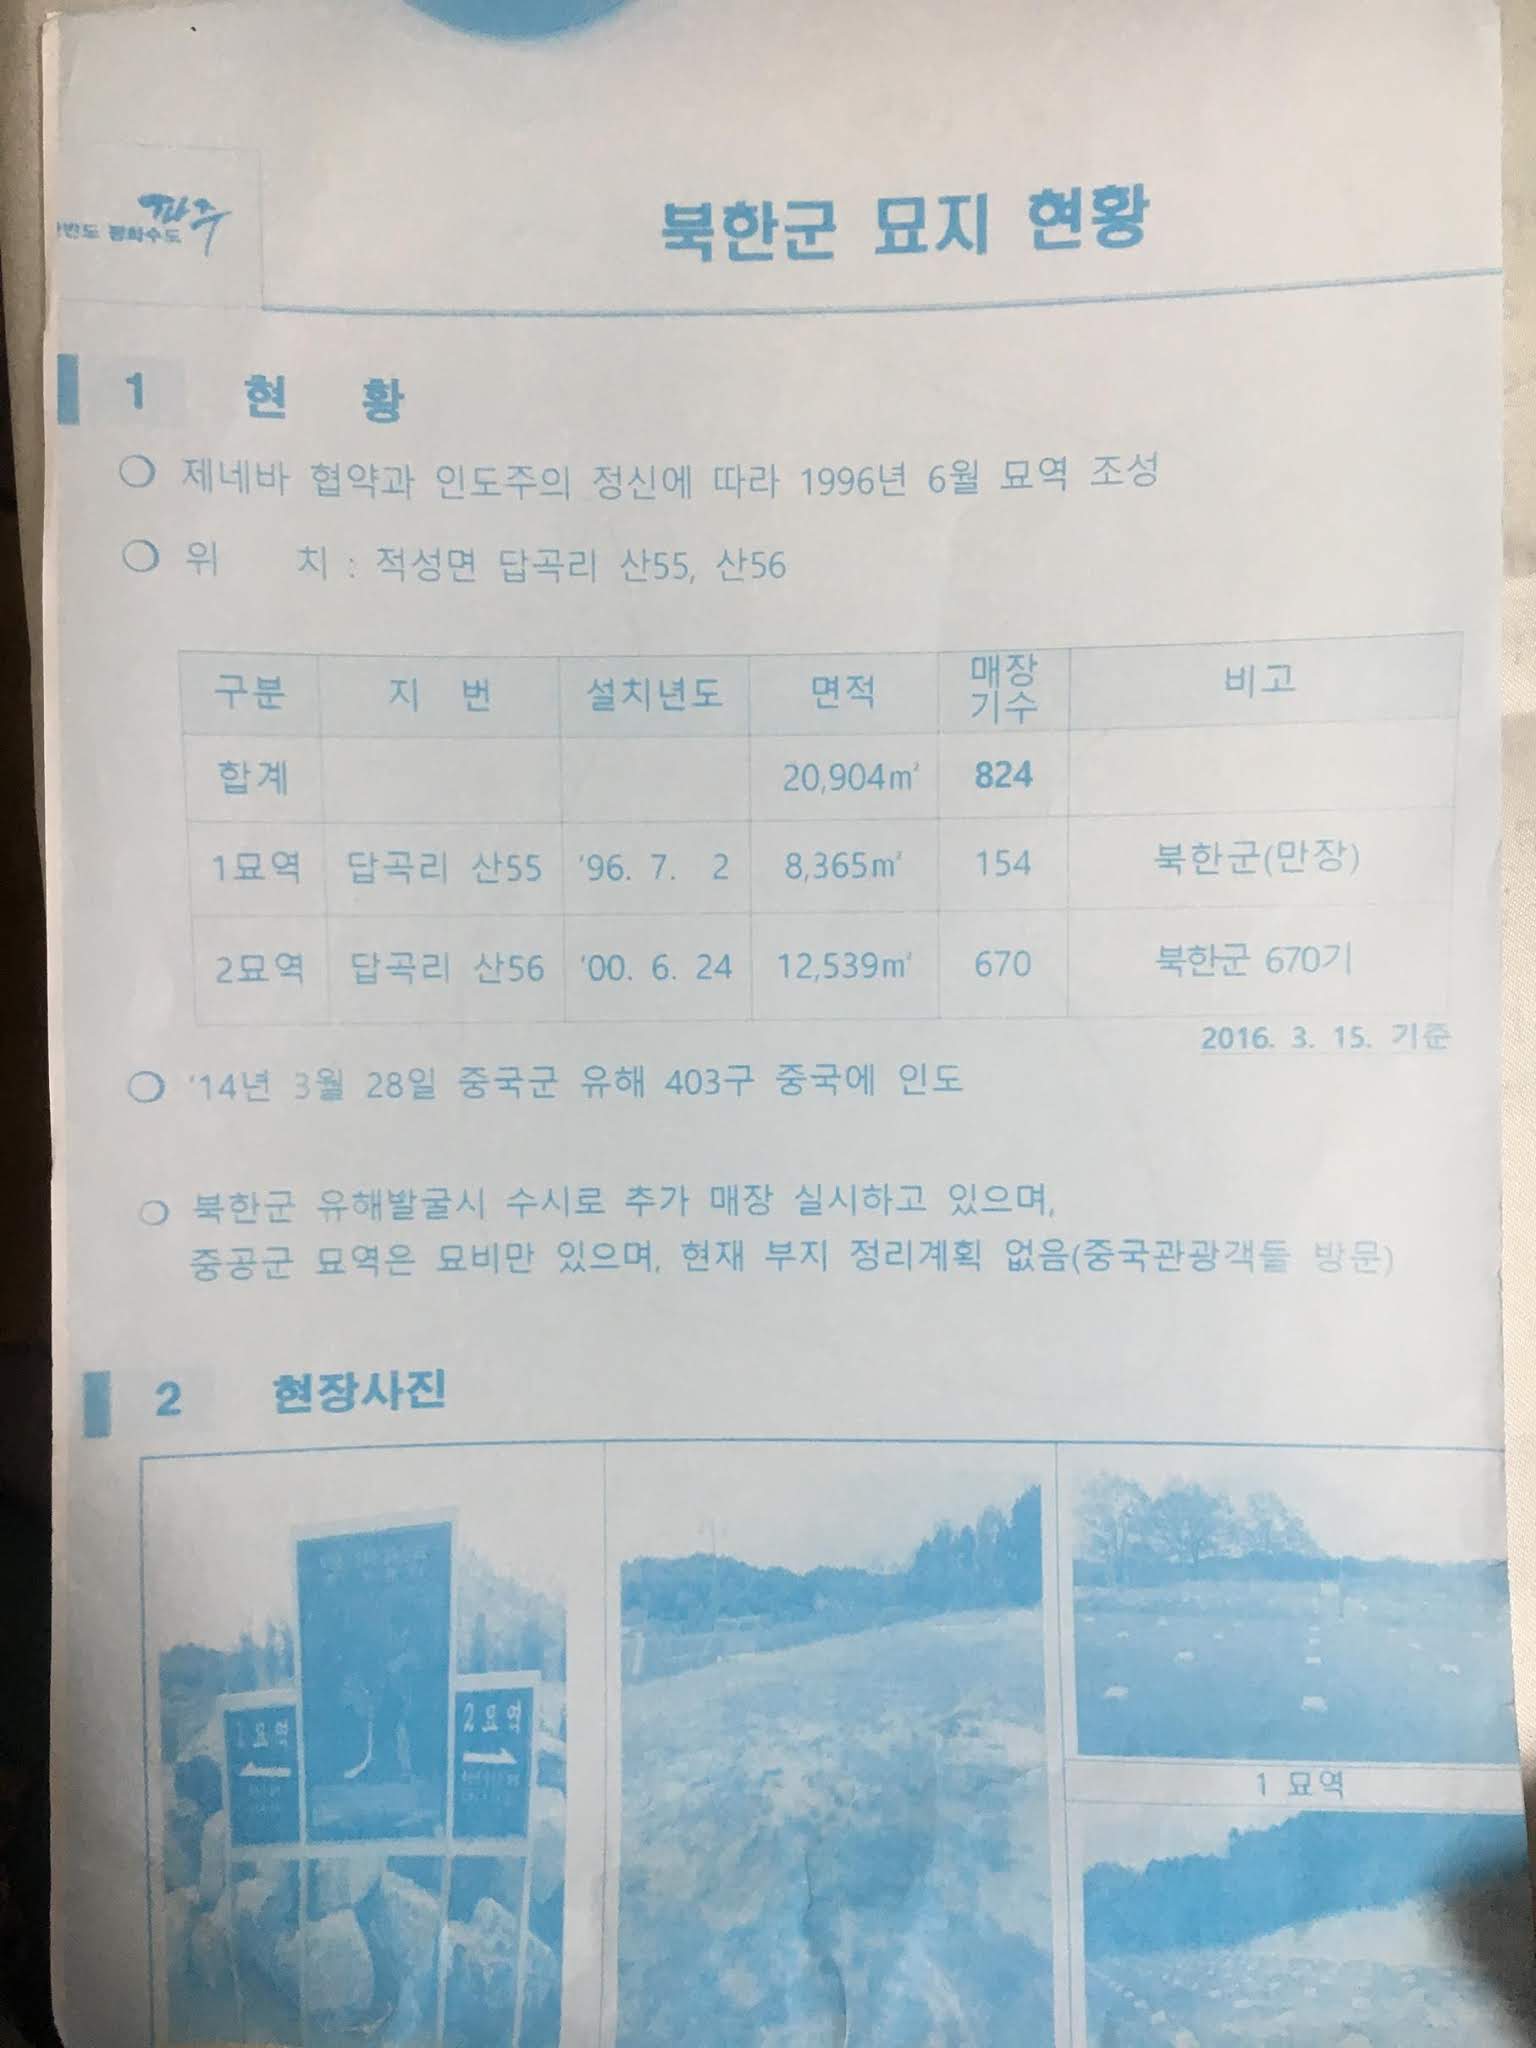 파주
한반도 평화수도
북한군 묘지 현황
1 현 황
○ 제네바 협약과 인도주의 정신에 따라 1996년 6월 묘역 조성
○ 위 치 : 적성면 답곡리 산55, 산56
구분 지 번 설치년도 면적 매장기수 비고
합계 20,904㎡ 824
1묘역 답곡리 산55 '96. 7. 2 8,365㎡ 154 북한군(만장)
2묘역 답곡리 산56 '00. 6. 24 12,539㎡ 670 북한군 670기
2016. 3. 15. 기준
○ '14년 3월 28일 중국군 유해 403구 중국에 인도
○ 북한군 유해발굴시 수시로 추가 매장 실시하고 있으며,
중공군 묘역은 묘비만 있으며, 현재 부지 정리계획 없음(중국관광객들 방문)
2 현장사진
1묘역
2묘역
1 묘역